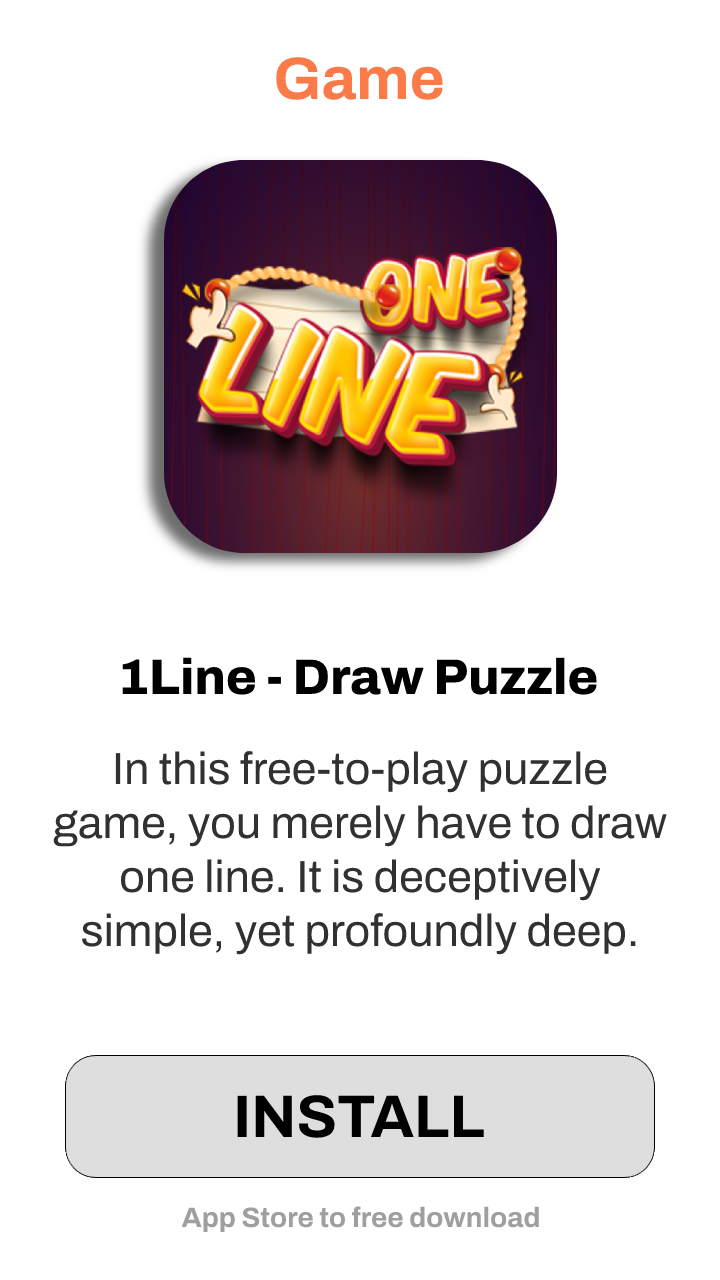 Game
ONE
LINE
1Line - Draw Puzzle
In this free-to-play puzzle
game, you merely have to draw
one line. It is deceptively
simple, yet profoundly deep.
INSTALL
App Store to free download